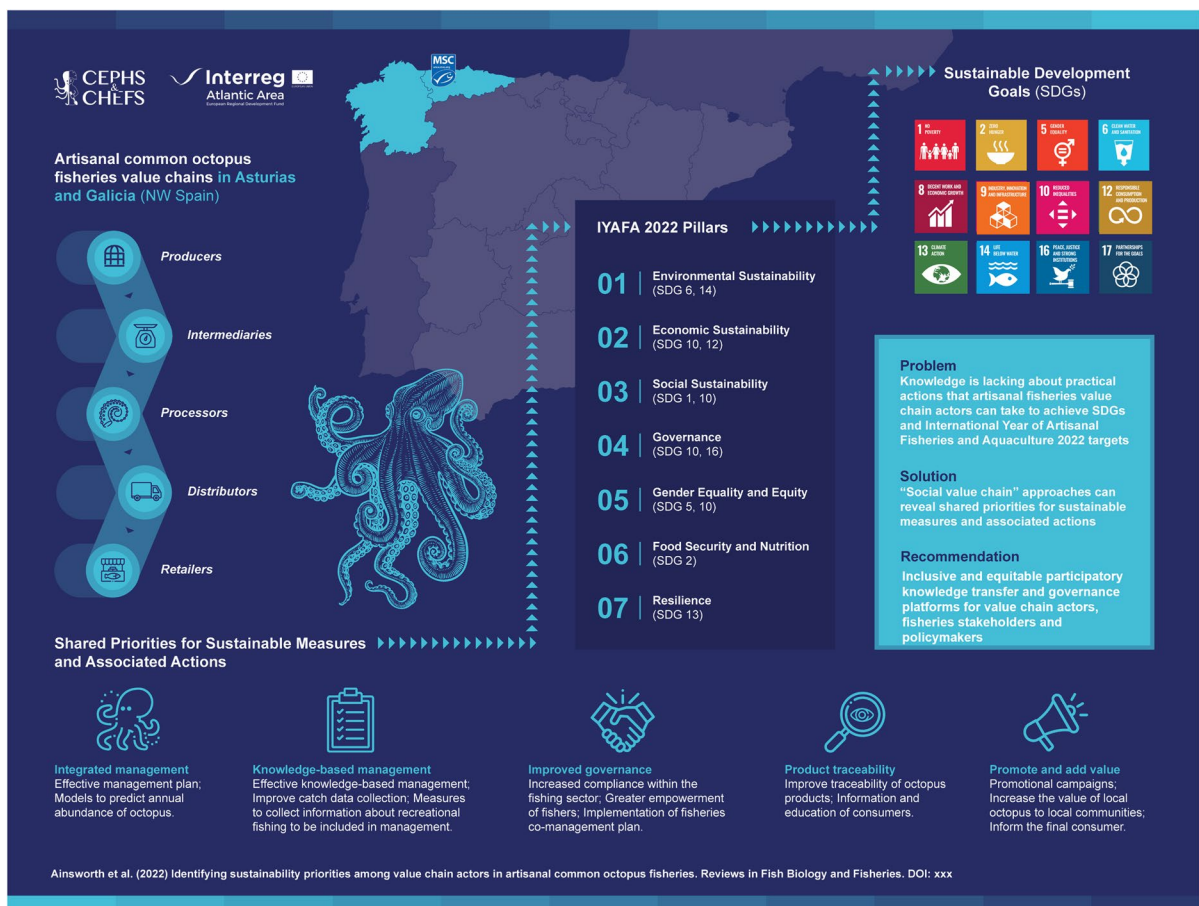 CEPHS
&
CHEFS
Interreg
Atlantic Area
European Regional Development Fund
MSC
Artisanal common octopus
fisheries value chains in Asturias
and Galicia (NW Spain)
Producers
Intermediaries
Processors
Distributors
Retailers
IYAFA 2022 Pillars
01
Environmental Sustainability
(SDG 6, 14)
02
Economic Sustainability
(SDG 10, 12)
03
Social Sustainability
(SDG 1, 10)
04
Governance
(SDG 10, 16)
05
Gender Equality and Equity
(SDG 5, 10)
06
Food Security and Nutrition
(SDG 2)
07
Resilience
(SDG 13)
Sustainable Development
Goals (SDGs)
1 NO
POVERTY
2 ZERO
HUNGER
5 GENDER
EQUALITY
6 CLEAN WATER
AND SANITATION
8 DECENT WORK AND
ECONOMIC GROWTH
9 INDUSTRY, INNOVATION
AND INFRASTRUCTURE
10 REDUCED
INEQUALITIES
12 RESPONSIBLE
CONSUMPTION
AND PRODUCTION
13 CLIMATE
ACTION
14 LIFE
BELOW WATER
16 PEACE, JUSTICE
AND STRONG
INSTITUTIONS
17 PARTNERSHIPS
FOR THE GOALS
Problem
Knowledge is lacking about practical
actions that artisanal fisheries value
chain actors can take to achieve SDGs
and International Year of Artisanal
Fisheries and Aquaculture 2022 targets
Solution
“Social value chain” approaches can
reveal shared priorities for sustainable
measures and associated actions
Recommendation
Inclusive and equitable participatory
knowledge transfer and governance
platforms for value chain actors,
fisheries stakeholders and
policymakers
Shared Priorities for Sustainable Measures
and Associated Actions
Integrated management
Effective management plan;
Models to predict annual
abundance of octopus.
Knowledge-based management
Effective knowledge-based management;
Improve catch data collection; Measures
to collect information about recreational
fishing to be included in management.
Improved governance
Increased compliance within the
fishing sector; Greater empowerment
of fishers; Implementation of fisheries
co-management plan.
Product traceability
Improve traceability of octopus
products; Information and
education of consumers.
Promote and add value
Promotional campaigns;
Increase the value of local
octopus to local communities;
Inform the final consumer.
Ainsworth et al. (2022) Identifying sustainability priorities among value chain actors in artisanal common octopus fisheries. Reviews in Fish Biology and Fisheries. DOI: xxx